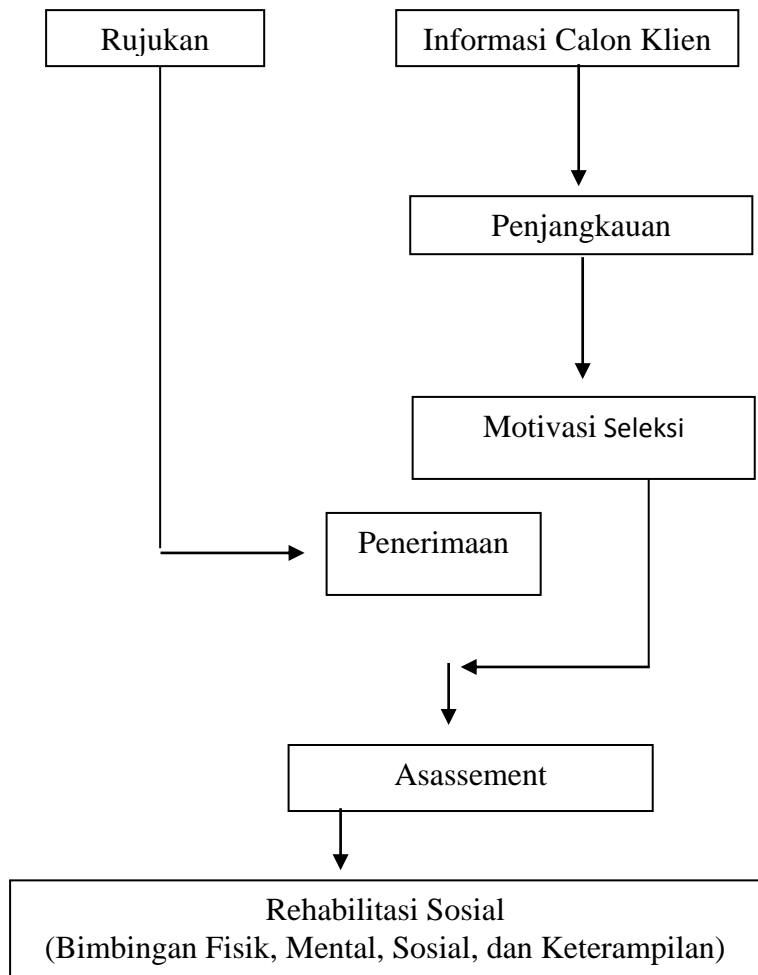 Rujukan
Informasi Calon Klien
Penjangkauan
Motivasi Seleksi
Penerimaan
Asassement
Rehabilitasi Sosial
(Bimbingan Fisik, Mental, Sosial, dan Keterampilan)